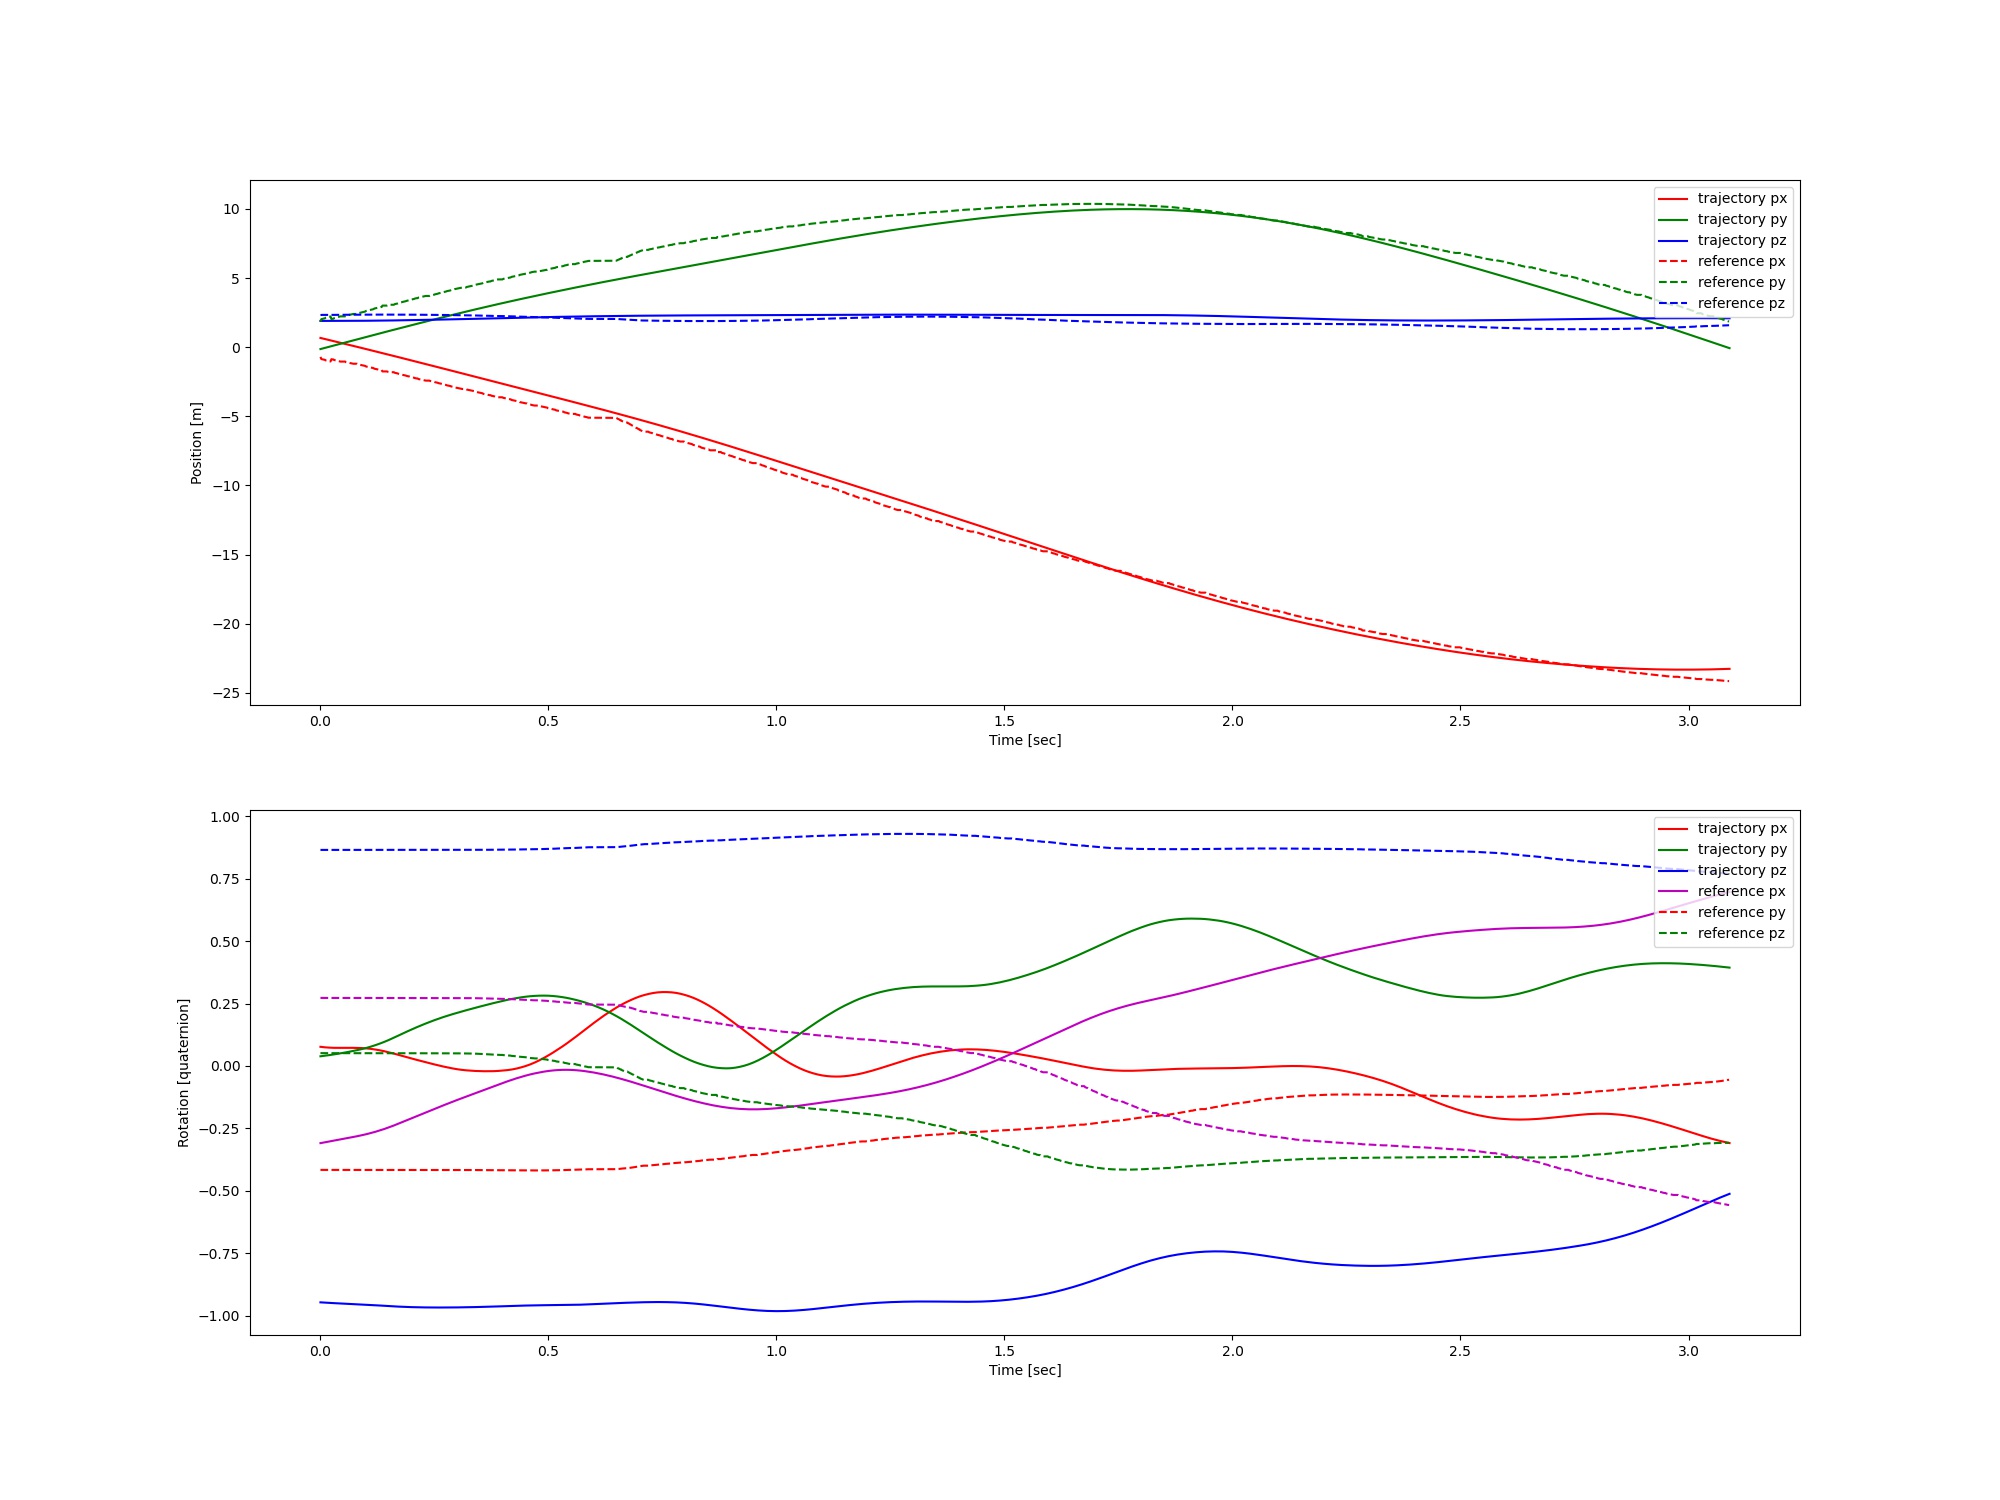 10
5
0
−5
−10
−15
−20
−25
Position [m]
0.0 0.5 1.0 1.5 2.0 2.5 3.0
Time [sec]
trajectory px
trajectory py
trajectory pz
reference px
reference py
reference pz
1.00
0.75
0.50
0.25
0.00
−0.25
−0.50
−0.75
−1.00
Rotation [quaternion]
0.0 0.5 1.0 1.5 2.0 2.5 3.0
Time [sec]
trajectory px
trajectory py
trajectory pz
reference px
reference py
reference pz